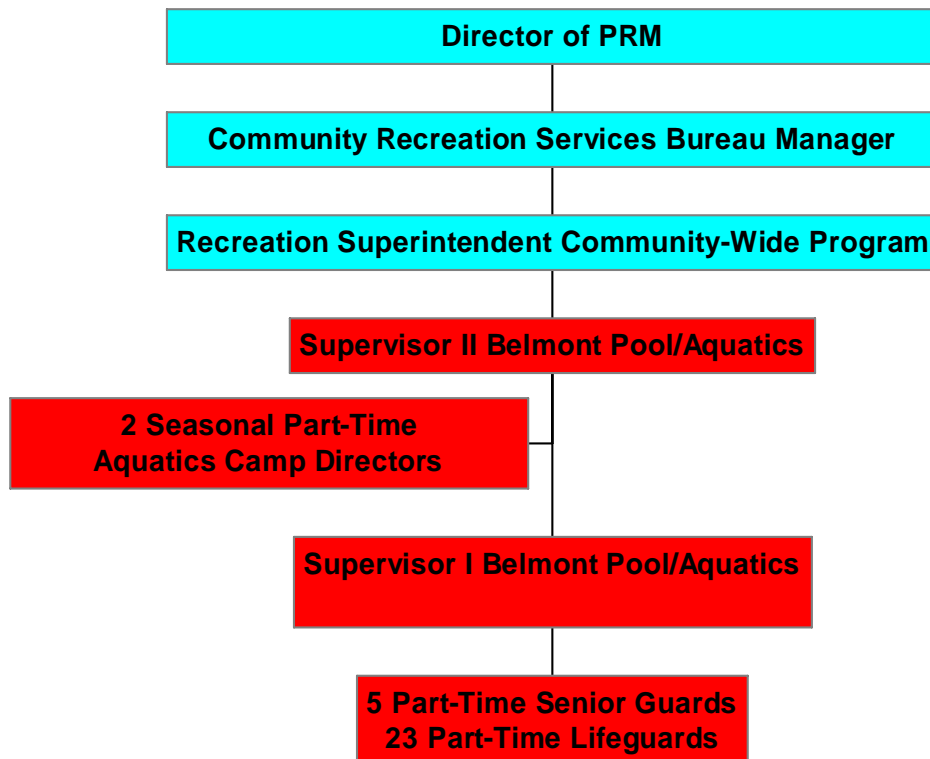 Director of PRM
Community Recreation Services Bureau Manager
Recreation Superintendent Community-Wide Program
Supervisor II Belmont Pool/Aquatics
2 Seasonal Part-Time
Aquatics Camp Directors
Supervisor I Belmont Pool/Aquatics
5 Part-Time Senior Guards
23 Part-Time Lifeguards